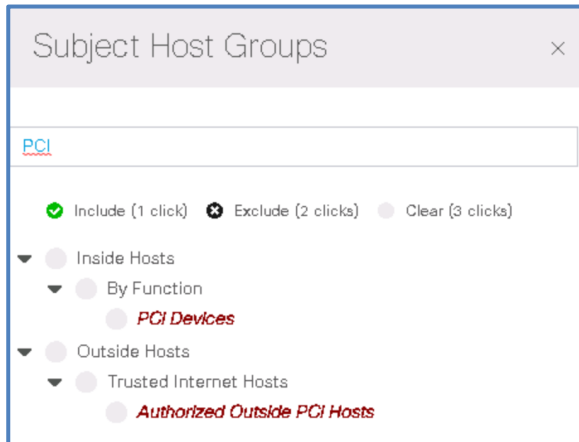 Subject Host Groups ×
PCI
Include (1 click) Exclude (2 clicks) Clear (3 clicks)
Inside Hosts
By Function
PCI Devices
Outside Hosts
Trusted Internet Hosts
Authorized Outside PCI Hosts